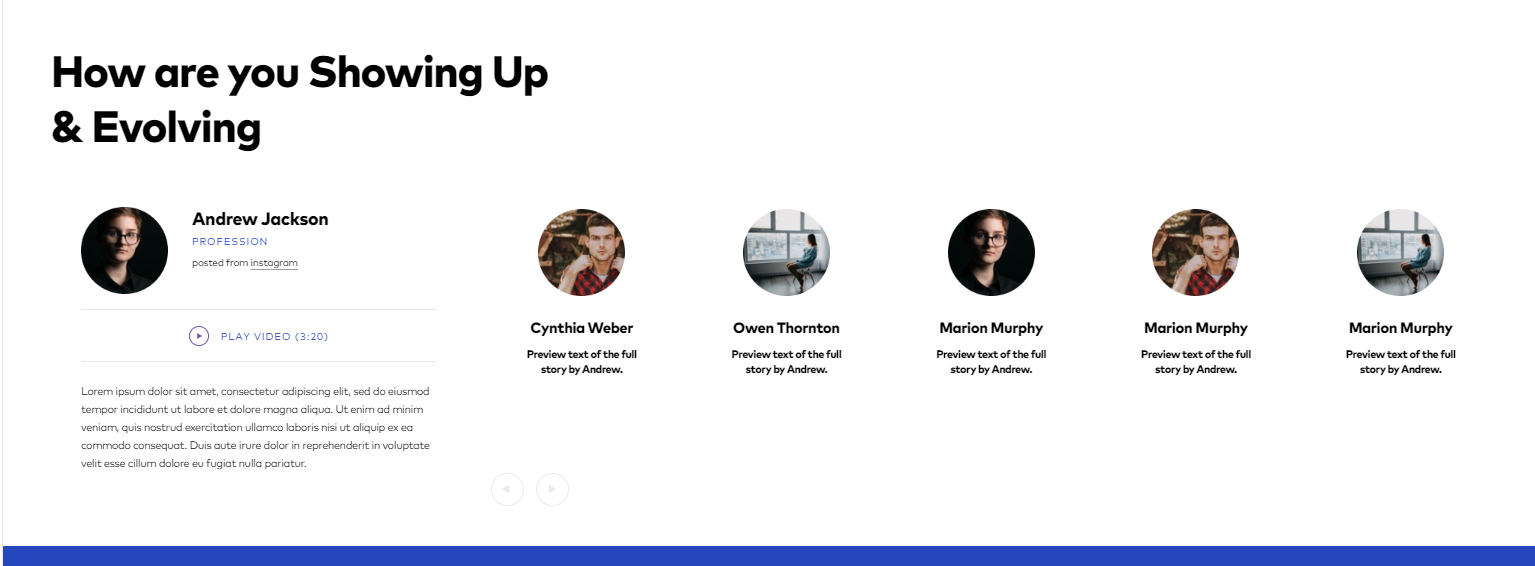 How are you Showing Up
& Evolving
Andrew Jackson
PROFESSION
posted from instagram
PLAY VIDEO (3:20)
Lorem ipsum dolor sit amet, consectetur adipiscing elit, sed do eiusmod
tempor incididunt ut labore et dolore magna aliqua. Ut enim ad minim
veniam, quis nostrud exercitation ullamco laboris nisi ut aliquip ex ea
commodo consequat. Duis aute irure dolor in reprehenderit in voluptate
velit esse cillum dolore eu fugiat nulla pariatur.
Cynthia Weber
Preview text of the full
story by Andrew.
Owen Thornton
Preview text of the full
story by Andrew.
Marion Murphy
Preview text of the full
story by Andrew.
Marion Murphy
Preview text of the full
story by Andrew.
Marion Murphy
Preview text of the full
story by Andrew.